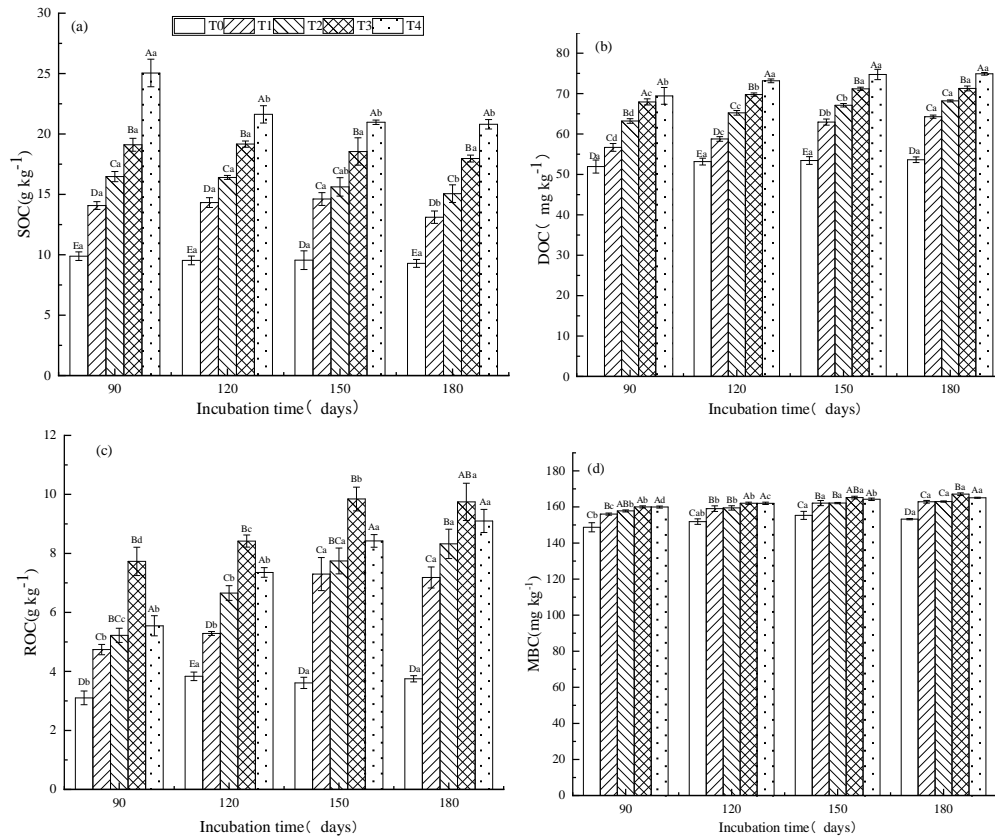 (a)
T0 T1 T2 T3 T4
30
25
20
15
10
5
0
SOC(g kg-1)
Ea Da Ca Ba Aa
Ea Da Ca Ba Ab
Da Ca Cab Ba Ab
Ea Db Cb Ba Ab
90 120 150 180
Incubation time( days)
(b)
80
70
60
50
40
30
20
10
0
DOC( mg kg-1)
Da Cd Bd Ac Ab
Ea Dc Cc Bb Aa
Ea Db Cb Ba Aa
Da Ca Ca Ba Aa
90 120 150 180
Incubation time( days)
(c)
12
10
8
6
4
2
0
ROC(g kg-1)
Db Cb BCc Bd Ab
Ea Db Cb Bc Ab
Da Ca BCa Bb Aa
Da Ca Ba ABa Aa
90 120 150 180
Incubation time( days)
(d)
180
160
140
120
100
80
60
40
20
0
MBC(mg kg-1)
Cb Bc ABb Ab Ad
Cab Bb Bb Ab Ac
Ca Ba Ba ABa Ab
Da Ca Ca Ba Aa
90 120 150 180
Incubation time( days)